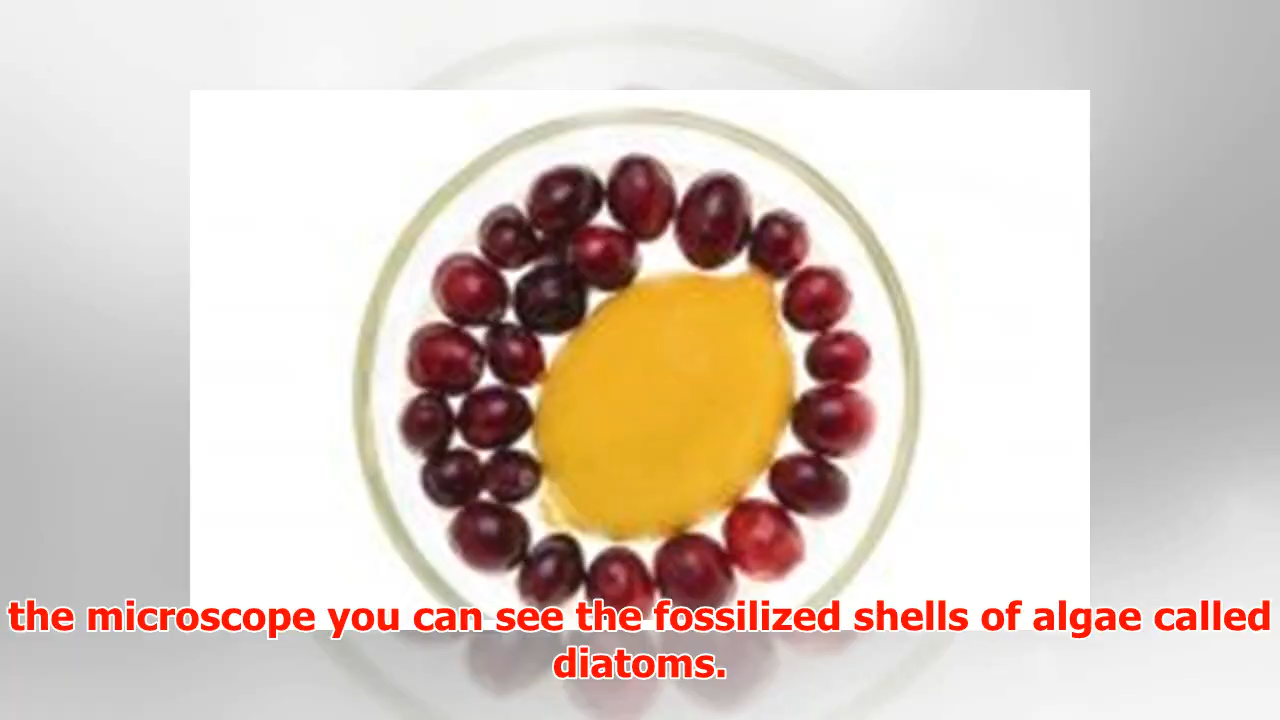 the microscope you can see the fossilized shells of algae called
diatoms.